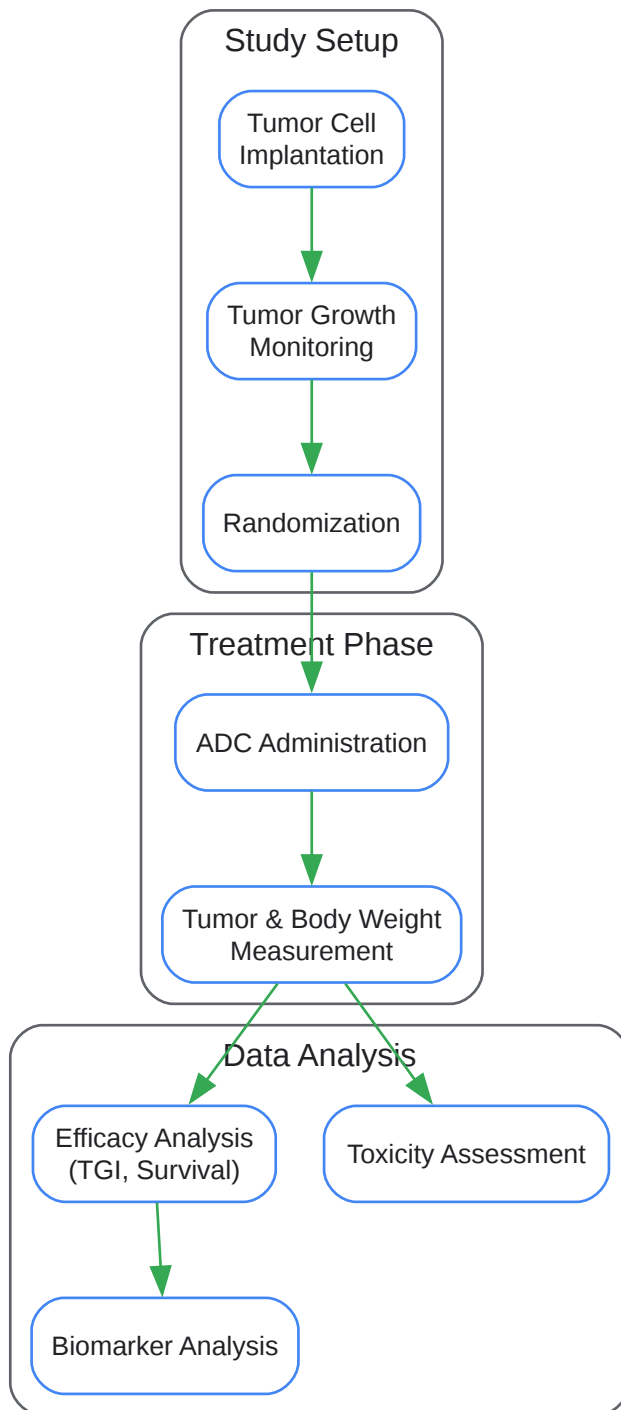 Study Setup
Tumor Cell
Implantation
Tumor Growth
Monitoring
Randomization
Treatment Phase
ADC Administration
Tumor & Body Weight
Measurement
Data Analysis
Efficacy Analysis
(TGI, Survival)
Toxicity Assessment
Biomarker Analysis